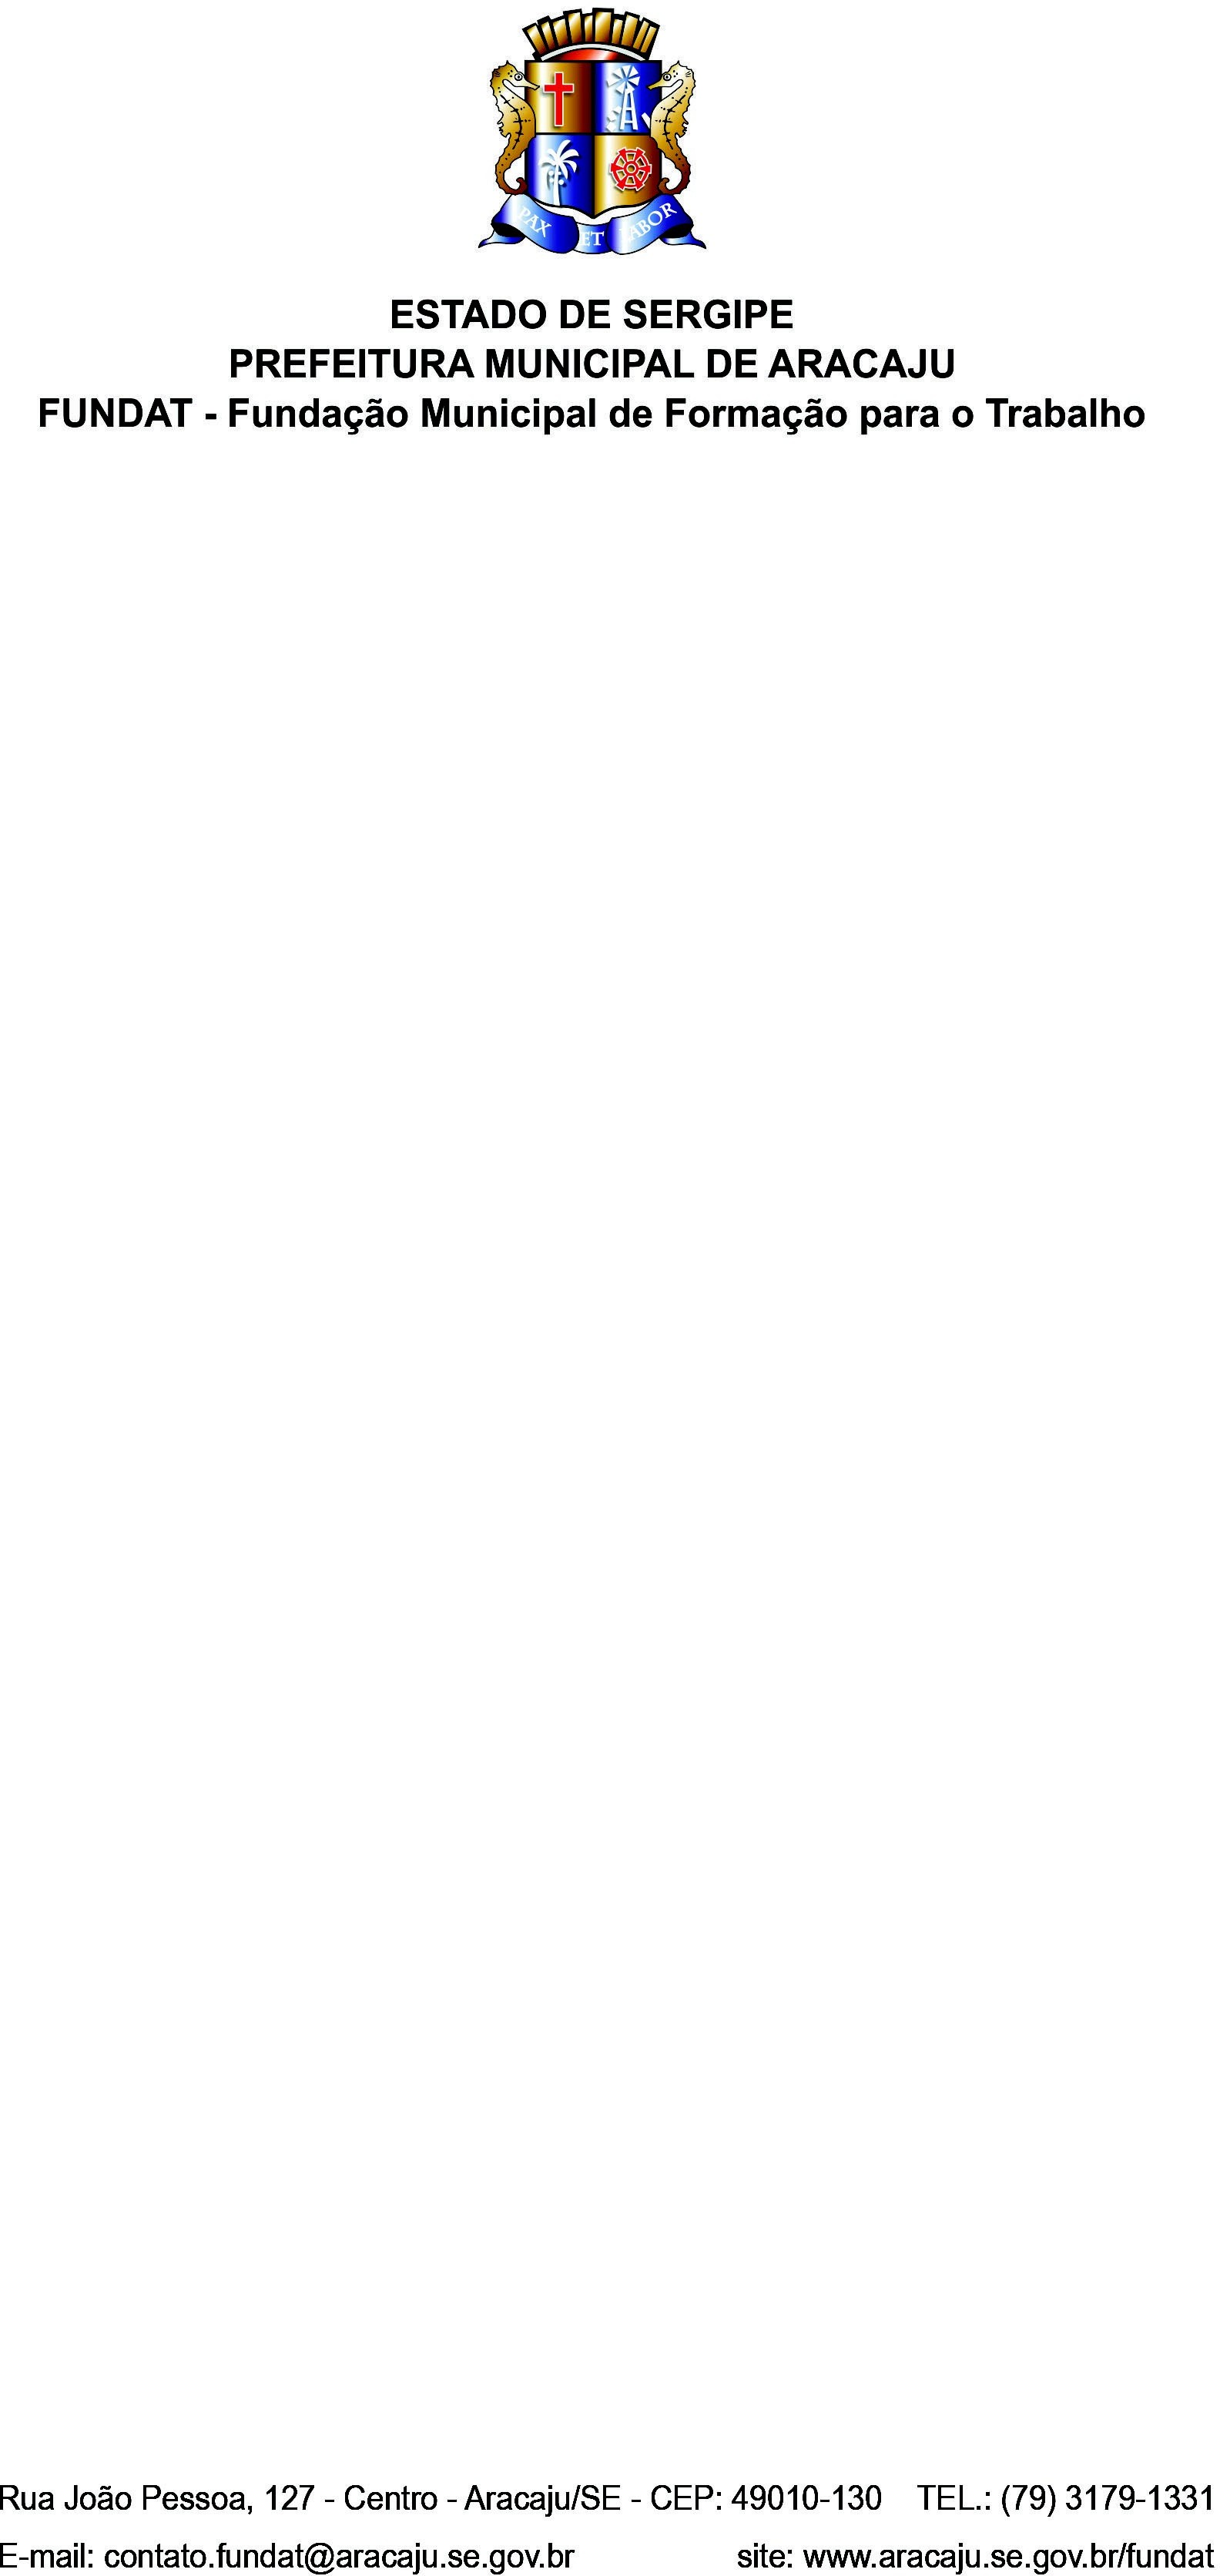 PAX ET LABOR
ESTADO DE SERGIPE
PREFEITURA MUNICIPAL DE ARACAJU
FUNDAT - Fundação Municipal de Formação para o Trabalho
Rua João Pessoa, 127 - Centro - Aracaju/SE - CEP: 49010-130 TEL.: (79) 3179-1331
E-mail: contato.fundat@aracaju.se.gov.br site: www.aracaju.se.gov.br/fundat